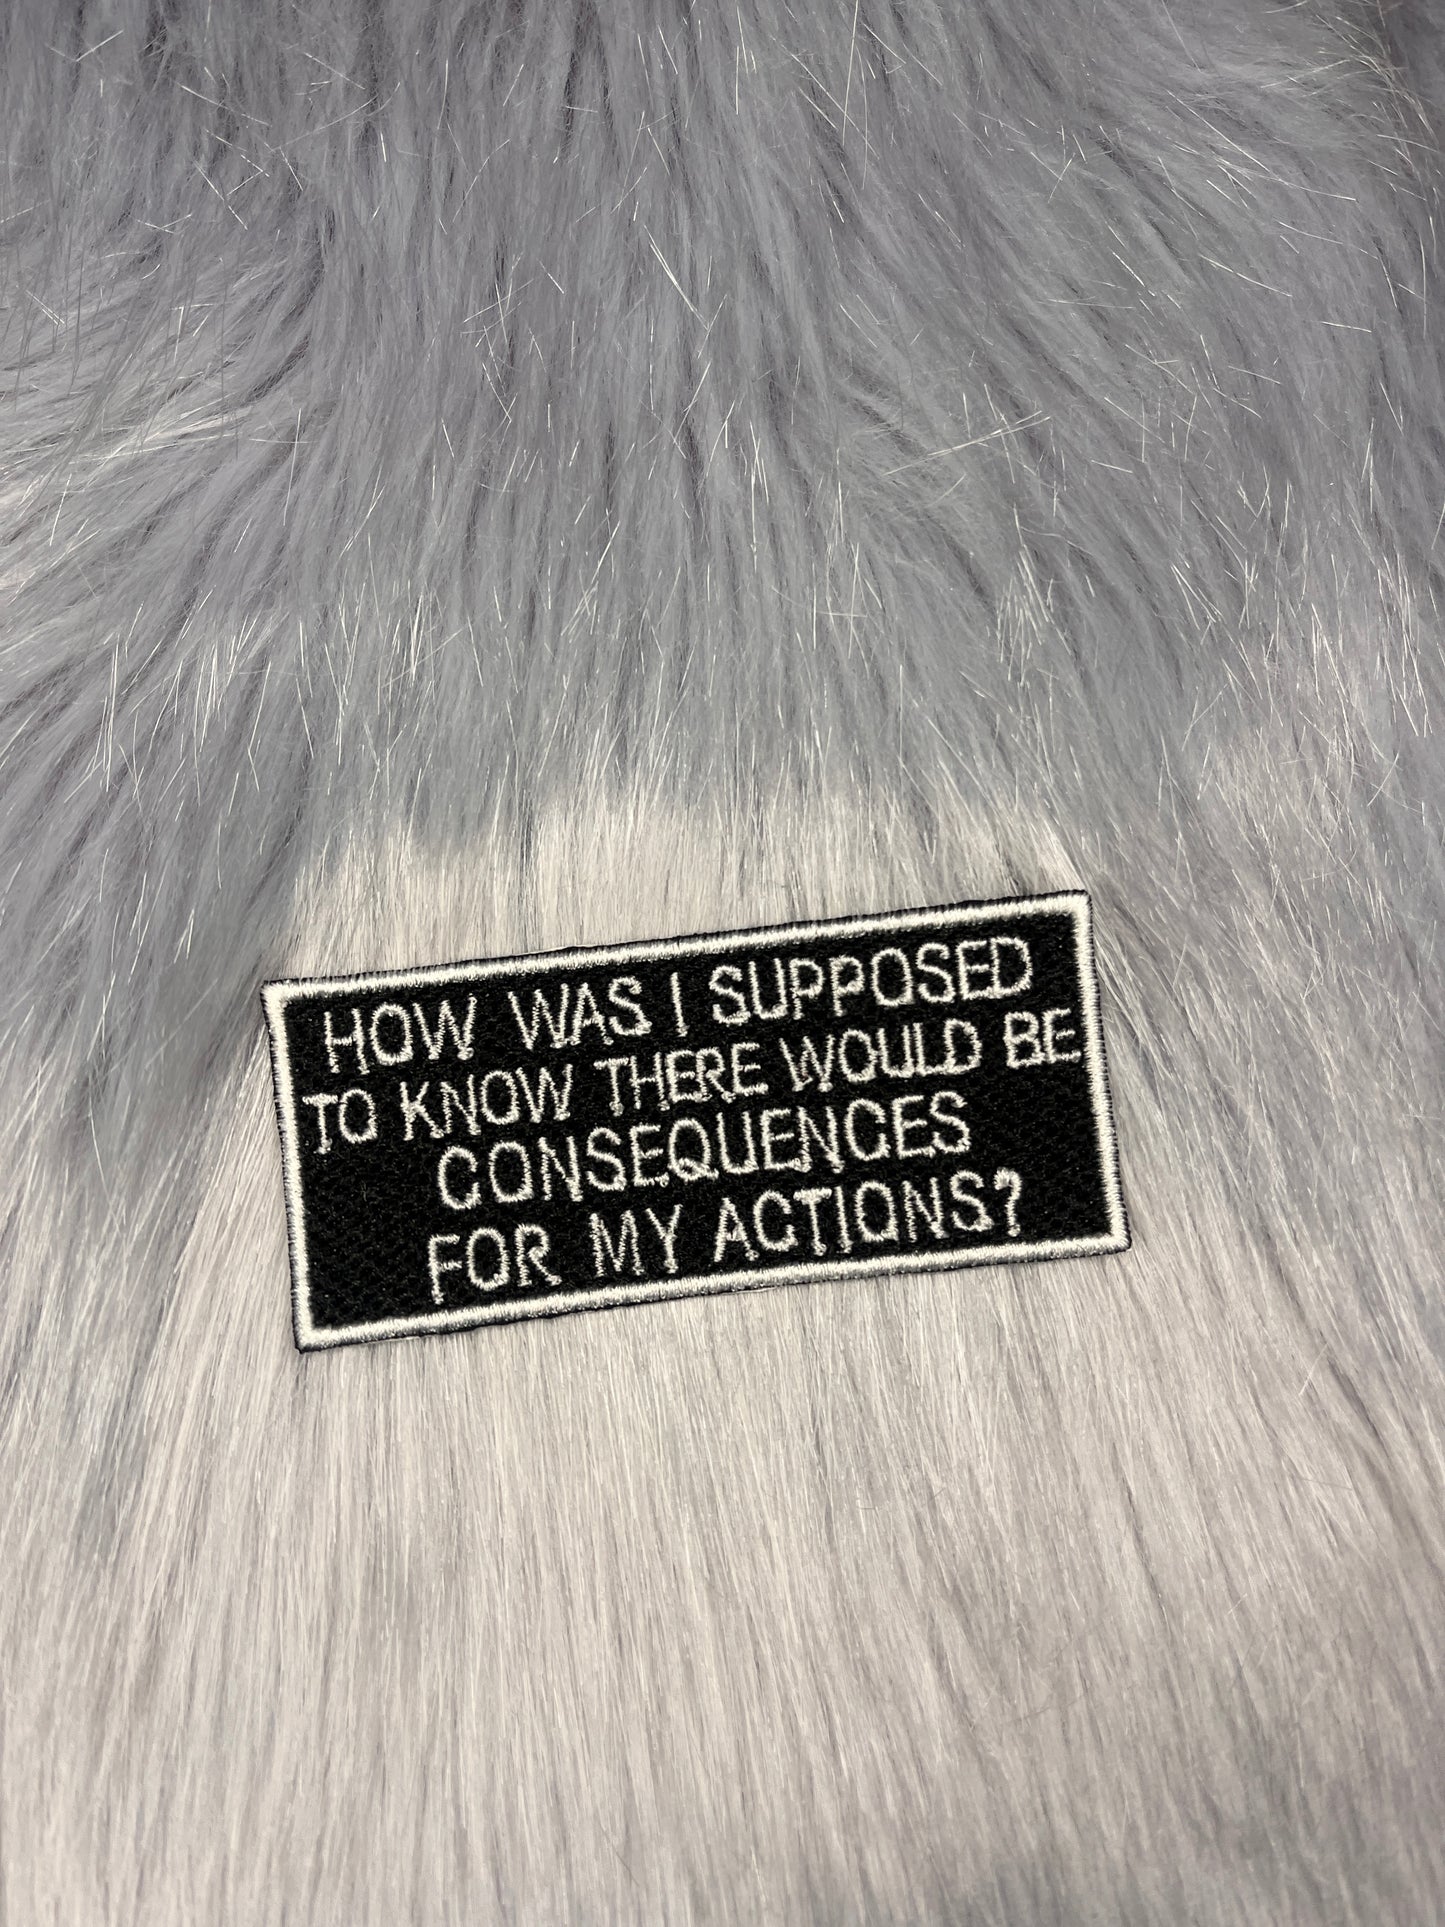 HOW WAS I SUPPOSED
TO KNOW THERE WOULD BE
CONSEQUENCES
FOR MY ACTIONS?